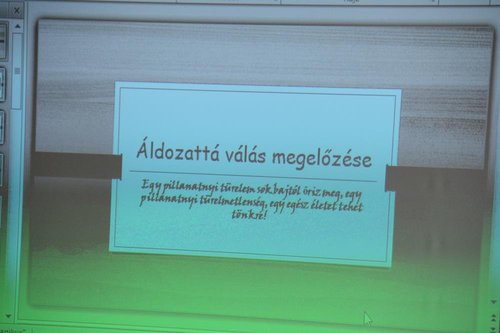 Áldozattá válás megelőzése
Egy pillanatnyi türelem sok bajtól őriz meg, egy
pillanatnyi türelmetlenség, egy egész életet tehet
tönkre!